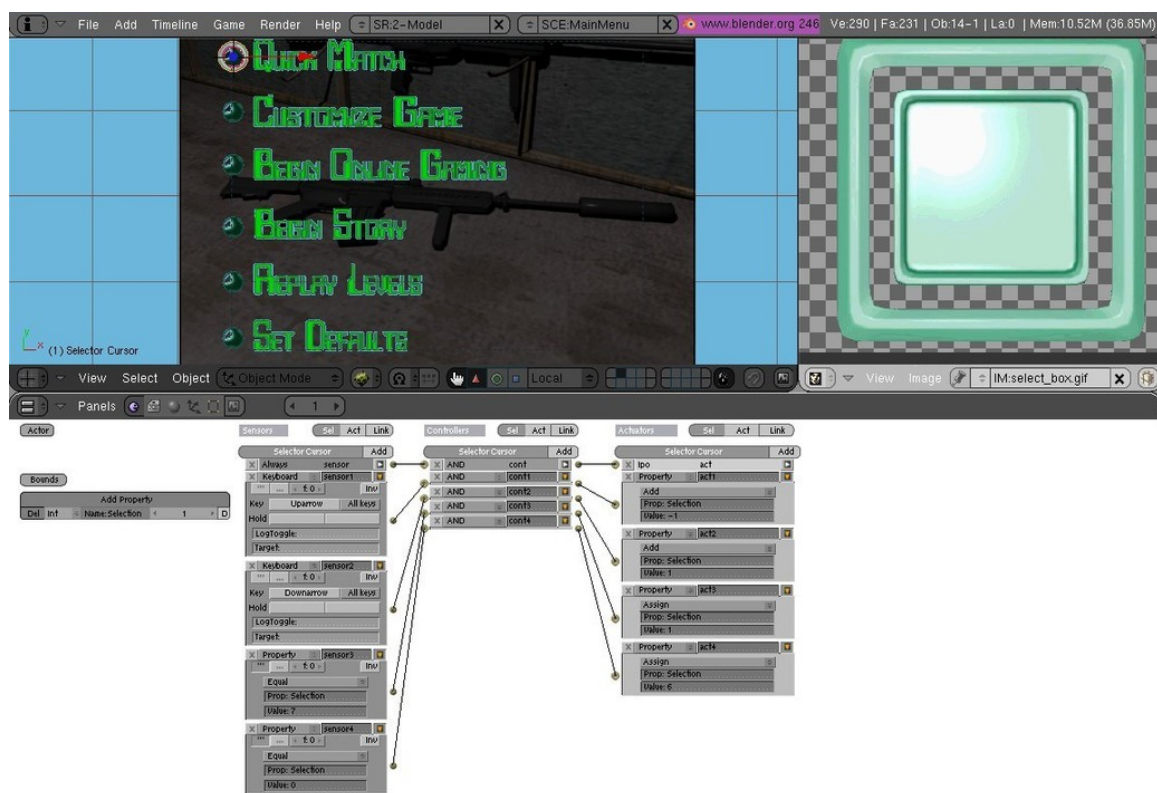 File Add Timeline Game Render Help SR:2-Model X SCE:MainMenu X www.blender.org 246 Ve:290 | Fa:231 | Ob:14-1 | La:0 | Mem:10.52M (36.85M)
Quick Match
Customize Game
Begin Online Gaming
Begin Story
Replay Levels
Set Defaults
y
x (1) Selector Cursor
View Select Object Object Mode Local View Image IM:select_box.gif X
Panels 1
Actor Sensors Sel Act Link Controllers Sel Act Link Actuators Sel Act Link
Selector Cursor Add Selector Cursor Add Selector Cursor Add
X Always sensor X AND cont X Ipo act
Bounds X Keyboard sensor1 X AND cont1 X Property act1
f:0 Inv X AND cont2 Add
Add Property Key Uparrow All keys X AND cont3 Prop: Selection
Del Int Name:Selection 1 D Hold X AND cont4 Value: -1
LogToggle:
Target: X Property act2
Add
X Keyboard sensor2 Prop: Selection
f:0 Inv Value: 1
Key Downarrow All keys X Property act3
Hold Assign
LogToggle: Prop: Selection
Target: Value: 1
X Property sensor3 X Property act4
f:0 Inv Assign
Equal Prop: Selection
Prop: Selection Value: 6
Value: 7
X Property sensor4
f:0 Inv
Equal
Prop: Selection
Value: 0